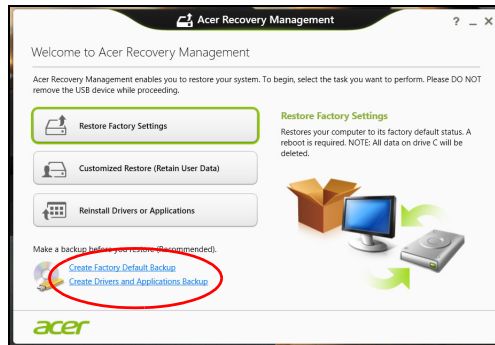 Acer Recovery Management
Welcome to Acer Recovery Management
Acer Recovery Management enables you to restore your system. To begin, select the task you want to perform. Please DO NOT
remove the USB device while proceeding.
Restore Factory Settings
Customized Restore (Retain User Data)
Reinstall Drivers or Applications
Restore Factory Settings
Restores your computer to its factory default status. A
reboot is required. NOTE: All data on drive C will be
deleted.
Make a backup before you restore (Recommended).
Create Factory Default Backup
Create Drivers and Applications Backup
acer